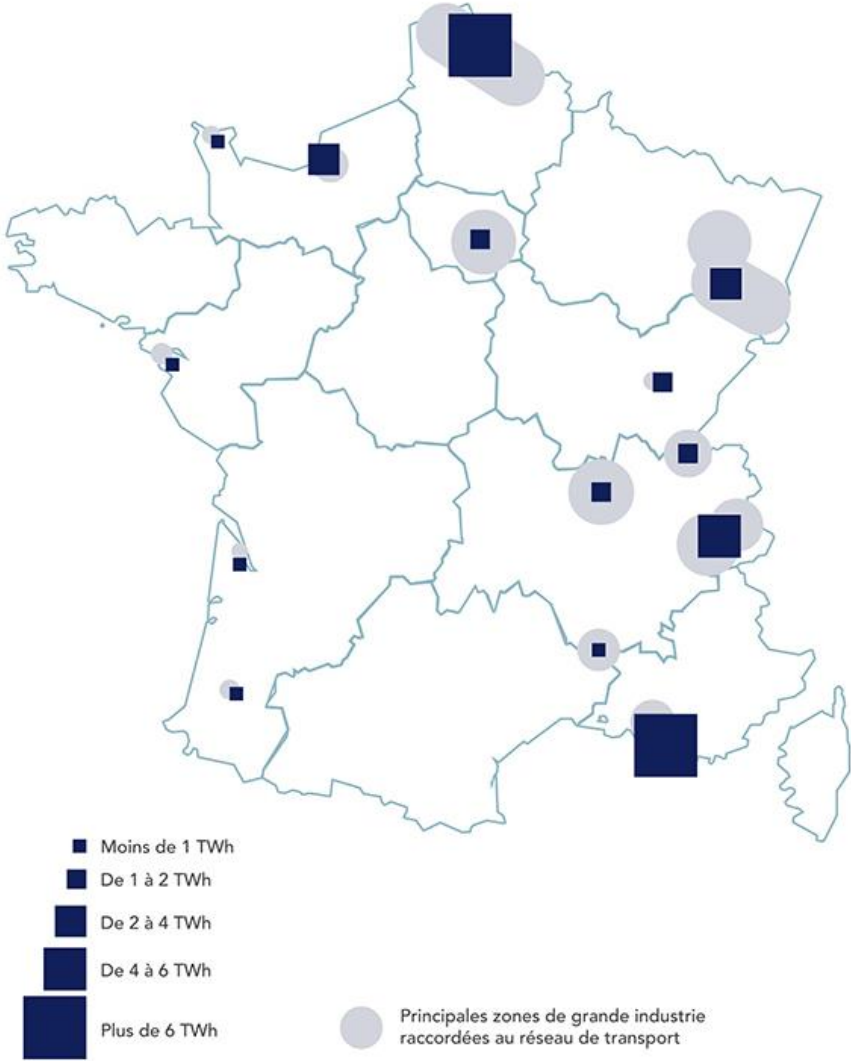 Moins de 1 TWh
De 1 à 2 TWh
De 2 à 4 TWh
De 4 à 6 TWh
Plus de 6 TWh
Principales zones de grande industrie
raccordées au réseau de transport